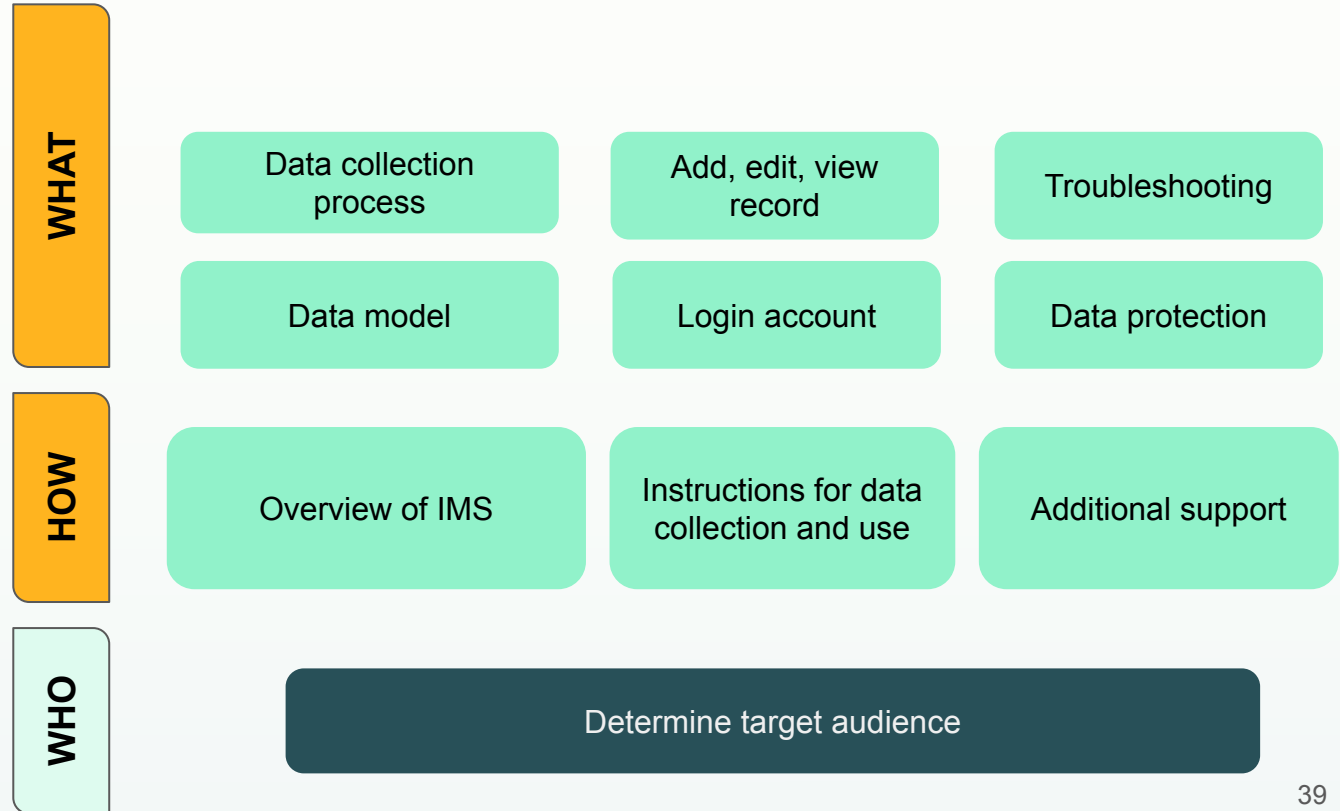 WHAT
Data collection
process
Add, edit, view
record
Troubleshooting
Data model
Login account
Data protection
HOW
Overview of IMS
Instructions for data
collection and use
Additional support
WHO
Determine target audience
39